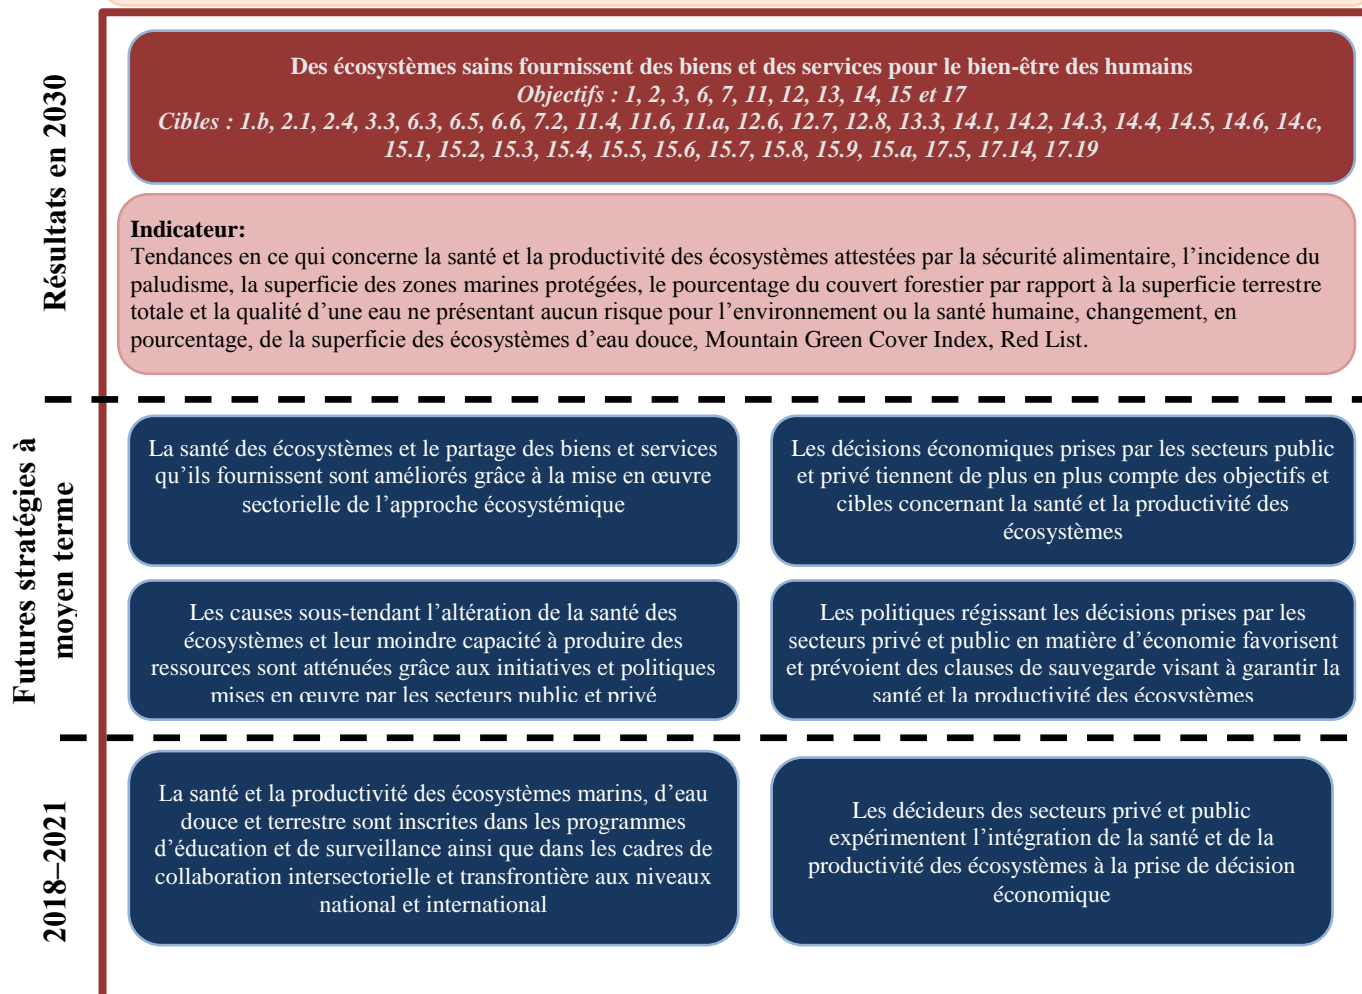 Résultats en 2030
Des écosystèmes sains fournissent des biens et des services pour le bien-être des humains
Objectifs : 1, 2, 3, 6, 7, 11, 12, 13, 14, 15 et 17
Cibles : 1.b, 2.1, 2.4, 3.3, 6.3, 6.5, 6.6, 7.2, 11.4, 11.6, 11.a, 12.6, 12.7, 12.8, 13.3, 14.1, 14.2, 14.3, 14.4, 14.5, 14.6, 14.c,
15.1, 15.2, 15.3, 15.4, 15.5, 15.6, 15.7, 15.8, 15.9, 15.a, 17.5, 17.14, 17.19
Indicateur:
Tendances en ce qui concerne la santé et la productivité des écosystèmes attestées par la sécurité alimentaire, l’incidence du
paludisme, la superficie des zones marines protégées, le pourcentage du couvert forestier par rapport à la superficie terrestre
totale et la qualité d’une eau ne présentant aucun risque pour l’environnement ou la santé humaine, changement, en
pourcentage, de la superficie des écosystèmes d’eau douce, Mountain Green Cover Index, Red List.
Futures stratégies à
moyen terme
La santé des écosystèmes et le partage des biens et services
qu’ils fournissent sont améliorés grâce à la mise en œuvre
sectorielle de l’approche écosystémique
Les décisions économiques prises par les secteurs public
et privé tiennent de plus en plus compte des objectifs et
cibles concernant la santé et la productivité des
écosystèmes
Les causes sous-tendant l’altération de la santé des
écosystèmes et leur moindre capacité à produire des
ressources sont atténuées grâce aux initiatives et politiques
mises en œuvre par les secteurs public et privé
Les politiques régissant les décisions prises par les
secteurs privé et public en matière d’économie favorisent
et prévoient des clauses de sauvegarde visant à garantir la
santé et la productivité des écosystèmes
2018–2021
La santé et la productivité des écosystèmes marins, d’eau
douce et terrestre sont inscrites dans les programmes
d’éducation et de surveillance ainsi que dans les cadres de
collaboration intersectorielle et transfrontière aux niveaux
national et international
Les décideurs des secteurs privé et public
expérimentent l’intégration de la santé et de la
productivité des écosystèmes à la prise de décision
économique